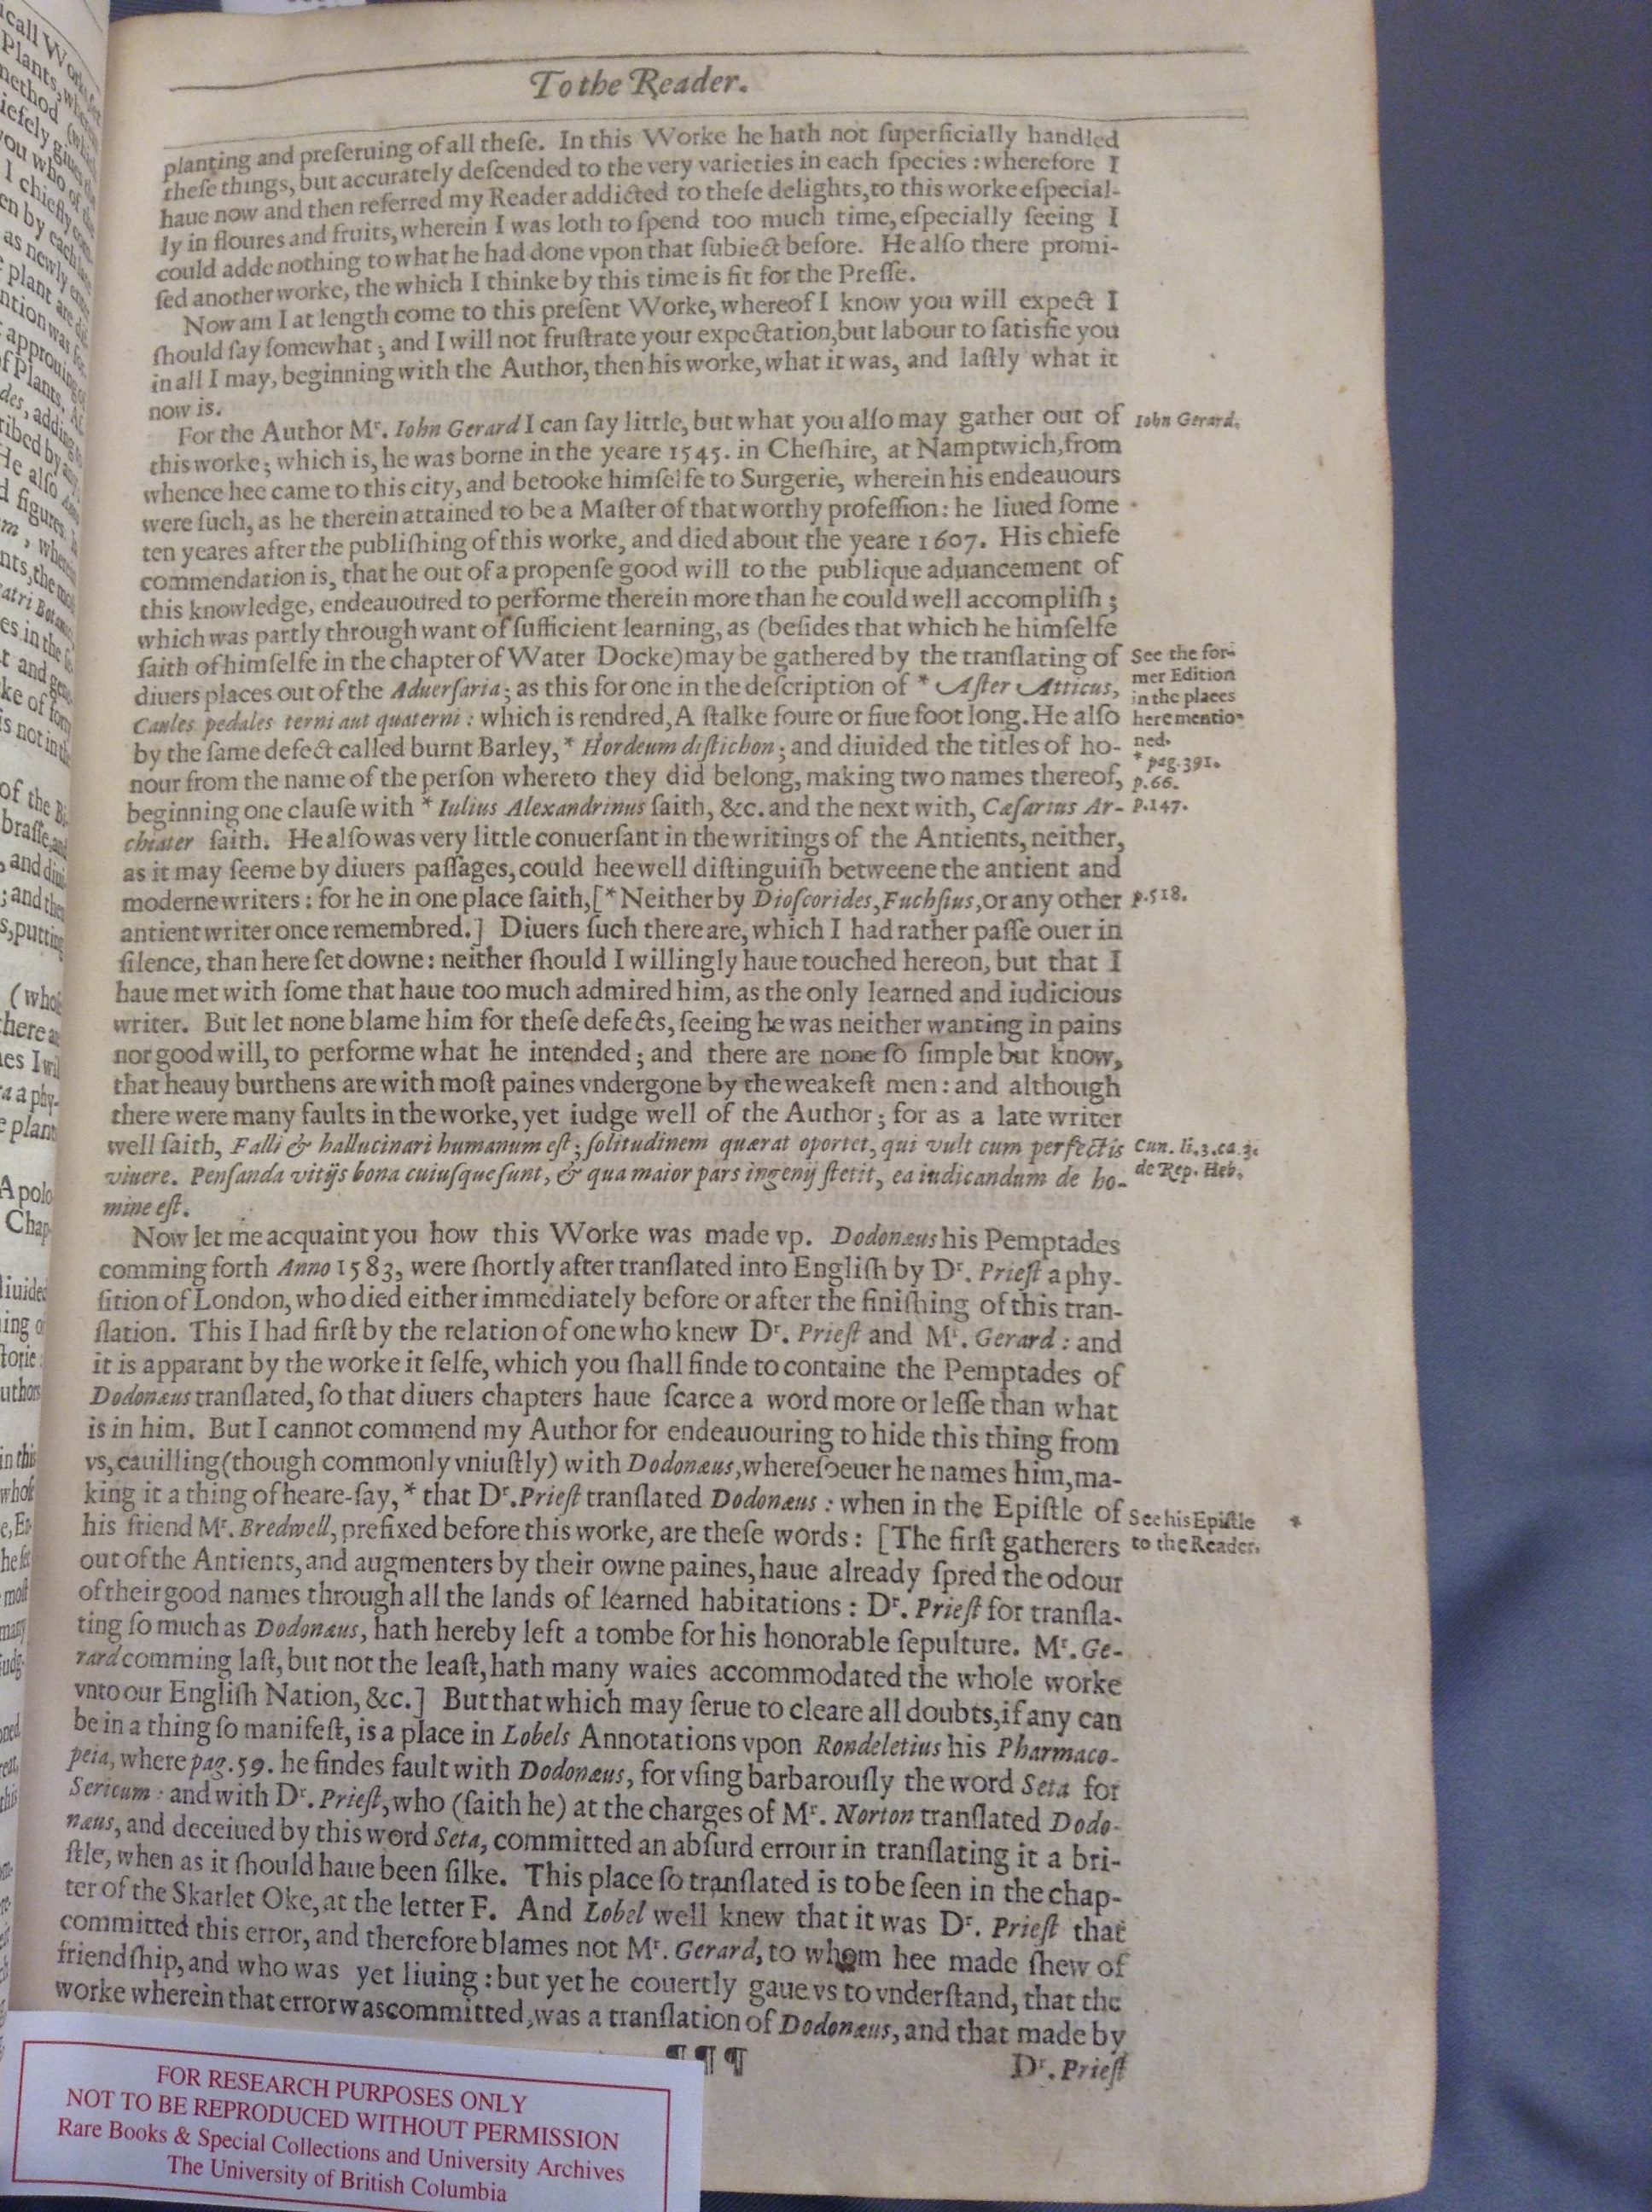 To the Reader.
planting and preſeruing of all theſe. In this Worke he hath not ſuperficially handled
theſe things, but accurately deſcended to the very varieties in each ſpecies : wherefore I
haue now and then referred my Reader addicted to theſe delights, to this worke eſpecial-
ly in floures and fruits, wherein I was loth to ſpend too much time, eſpecially ſeeing I
could adde nothing to what he had done vpon that ſubiect before. He alſo there promi-
ſed another worke, the which I thinke by this time is fit for the Preſſe.
Now am I at length come to this preſent Worke, whereof I know you will expect I
ſhould ſay ſomewhat ; and I will not fruſtrate your expectation, but labour to ſatisfie you
in all I may, beginning with the Author, then his worke, what it was, and laſtly what it
now is.
For the Author Mr. Iohn Gerard I can ſay little, but what you alſo may gather out of
Iohn Gerard.
this worke ; which is, he was borne in the yeare 1545. in Cheſhire, at Namptwich, from
whence hee came to this city, and betooke himſelfe to Surgerie, wherein his endeauours
were ſuch, as he therein attained to be a Maſter of that worthy profeſſion : he liued ſome
ten yeares after the publiſhing of this worke, and died about the yeare 1607. His chiefe
commendation is, that he out of a propenſe good will to the publique aduancement of
this knowledge, endeauoured to performe therein more than he could well accompliſh ;
which was partly through want of ſufficient learning, as (beſides that which he himſelfe
ſaith of himſelfe in the chapter of Water Docke) may be gathered by the tranſlating of
diuers places out of the Aduerſaria ; as this for one in the deſcription of * Aſter Atticus,
Caules pedales terni aut quaterni : which is rendred, A ſtalke foure or fiue foot long. He alſo
by the ſame defect called burnt Barley, * Hordeum diſtichon ; and diuided the titles of ho-
nour from the name of the perſon whereto they did belong, making two names thereof,
beginning one clauſe with * Iulius Alexandrinus ſaith, &c. and the next with, Cæſarius Ar-
chiater ſaith. He alſo was very little conuerſant in the writings of the Antients, neither,
See the for-
mer Edition
in the places
here mentio-
ned.
* pag. 391.
p.66.
p.147.
as it may ſeeme by diuers paſſages, could hee well diſtinguiſh betweene the antient and
moderne writers : for he in one place ſaith, [* Neither by Dioſcorides, Fuchſius, or any other
p.518.
antient writer once remembred.] Diuers ſuch there are, which I had rather paſſe ouer in
ſilence, than here ſet downe : neither ſhould I willingly haue touched hereon, but that I
haue met with ſome that haue too much admired him, as the only learned and iudicious
writer. But let none blame him for theſe defects, ſeeing he was neither wanting in pains
nor good will, to performe what he intended ; and there are none ſo ſimple but know,
that heauy burthens are with moſt paines vndergone by the weakeſt men : and although
there were many faults in the worke, yet iudge well of the Author ; for as a late writer
well ſaith, Falli & hallucinari humanum eſt ; ſolitudinem quærat oportet, qui vult cum perfectis
viuere. Penſanda vitijs bona cuiuſque ſunt, & qua maior pars ingenij ſtetit, ea iudicandum de ho-
mine eſt.
Cun. li. 3. ca. 3.
de Rep. Heb.
Now let me acquaint you how this Worke was made vp. Dodonæus his Pemptades
comming forth Anno 1583, were ſhortly after tranſlated into Engliſh by Dr. Prieſt a phy-
ſition of London, who died either immediately before or after the finiſhing of this tran-
ſlation. This I had firſt by the relation of one who knew Dr. Prieſt and Mr. Gerard : and
it is apparant by the worke it ſelfe, which you ſhall finde to containe the Pemptades of
Dodonæus tranſlated, ſo that diuers chapters haue ſcarce a word more or leſſe than what
is in him. But I cannot commend my Author for endeauouring to hide this thing from
vs, cauilling (though commonly vniuſtly) with Dodonæus, whereſoeuer he names him, ma-
king it a thing of heare-ſay, * that Dr. Prieſt tranſlated Dodonæus : when in the Epiſtle of
his friend Mr. Bredwell, prefixed before this worke, are theſe words : [The firſt gatherers
See his Epiſtle *
to the Reader.
out of the Antients, and augmenters by their owne paines, haue already ſpred the odour
of their good names through all the lands of learned habitations : Dr. Prieſt for tranſla-
ting ſo much as Dodonæus, hath hereby left a tombe for his honorable ſepulture. Mr. Ge-
rard comming laſt, but not the leaſt, hath many waies accommodated the whole worke
vnto our Engliſh Nation, &c.] But that which may ſerue to cleare all doubts, if any can
be in a thing ſo manifeſt, is a place in Lobels Annotations vpon Rondeletius his Pharmaco-
peia, where pag. 59. he findes fault with Dodonæus, for vſing barbarouſly the word Seta for
Sericum : and with Dr. Prieſt, who (ſaith he) at the charges of Mr. Norton tranſlated Dodo-
næus, and deceiued by this word Seta, committed an abſurd errour in tranſlating it a bri-
ſtle, when as it ſhould haue been ſilke. This place ſo tranſlated is to be ſeen in the chap-
ter of the Skarlet Oke, at the letter F. And Lobel well knew that it was Dr. Prieſt that
committed this error, and therefore blames not Mr. Gerard, to whom hee made ſhew of
friendſhip, and who was yet liuing : but yet he couertly gaue vs to vnderſtand, that the
worke wherein that error was committed, was a tranſlation of Dodonæus, and that made by
¶ ¶ ¶
Dr. Prieſt
FOR RESEARCH PURPOSES ONLY
NOT TO BE REPRODUCED WITHOUT PERMISSION
Rare Books & Special Collections and University Archives
The University of British Columbia